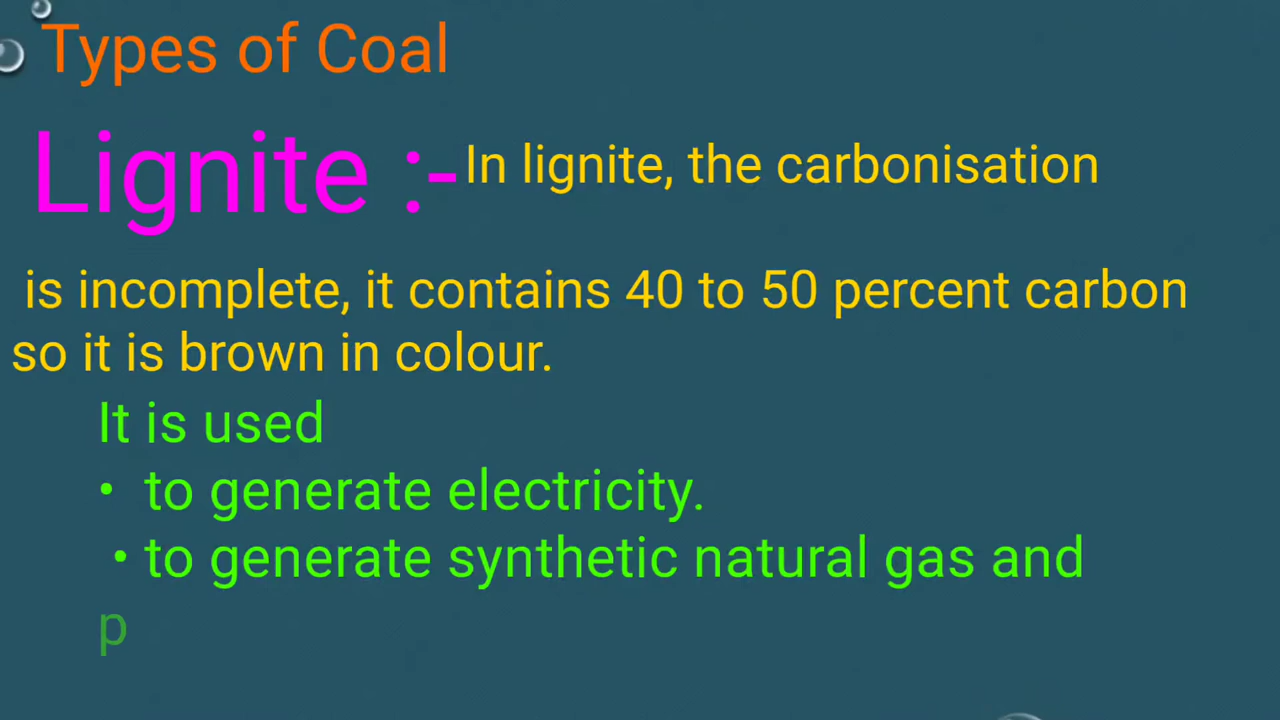 Types of Coal
Lignite :- In lignite, the carbonisation
is incomplete, it contains 40 to 50 percent carbon
so it is brown in colour.
It is used
• to generate electricity.
• to generate synthetic natural gas and
p